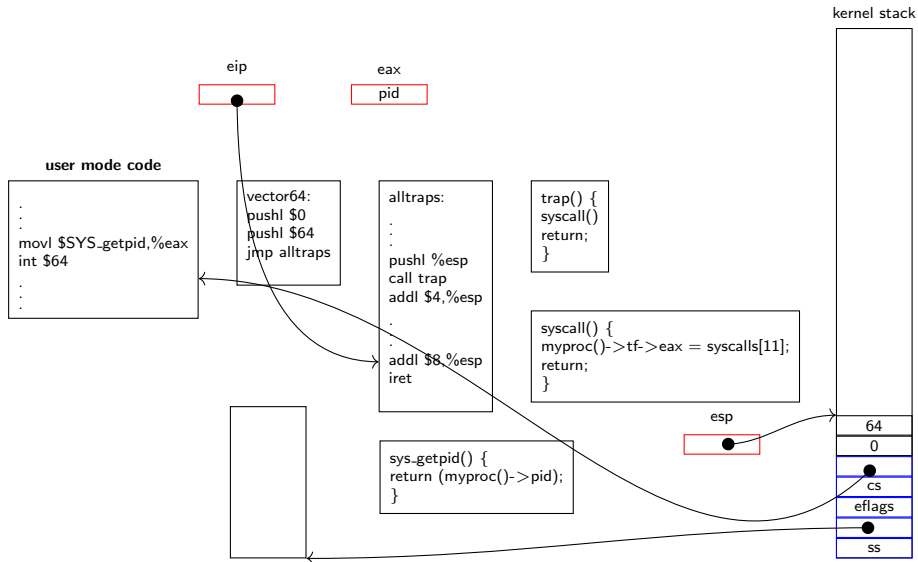 kernel stack
eip
eax
pid
user mode code
.
.
.
movl $SYS_getpid,%eax
int $64
.
.
.
vector64:
pushl $0
pushl $64
jmp alltraps
alltraps:
.
.
.
pushl %esp
call trap
addl $4,%esp
.
.
.
addl $8,%esp
iret
trap() {
syscall()
return;
}
syscall() {
myproc()->tf->eax = syscalls[11];
return;
}
sys_getpid() {
return (myproc()->pid);
}
esp
64
0
cs
eflags
ss